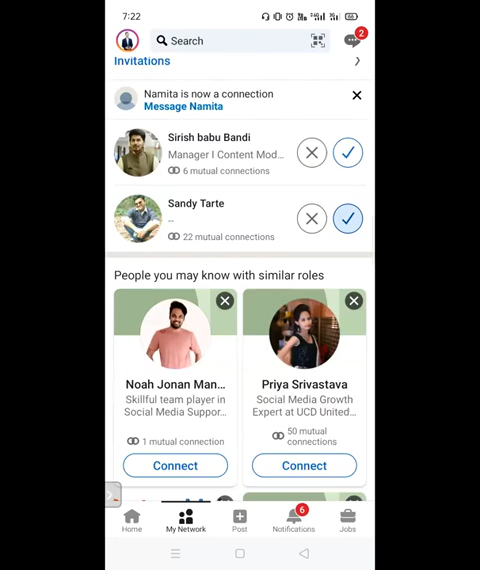 7:22
Search
2
Invitations
Namita is now a connection
Message Namita
Sirish babu Bandi
Manager I Content Mod...
6 mutual connections
Sandy Tarte
--
22 mutual connections
People you may know with similar roles
Noah Jonan Man...
Skillful team player in
Social Media Suppor...
1 mutual connection
Connect
Priya Srivastava
Social Media Growth
Expert at UCD United...
50 mutual
connections
Connect
Home
My Network
Post
6
Notifications
Jobs